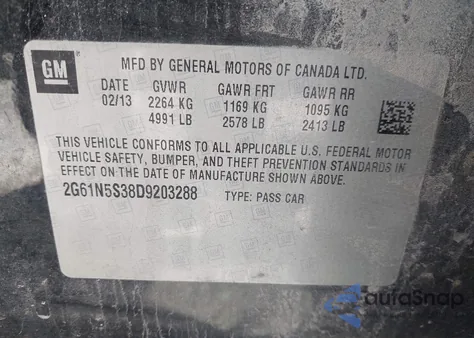 GM
MFD BY GENERAL MOTORS OF CANADA LTD.
DATE GVWR GAWR FRT GAWR RR
02/13 2264 KG 1169 KG 1095 KG
4991 LB 2578 LB 2413 LB
THIS VEHICLE CONFORMS TO ALL APPLICABLE U.S. FEDERAL MOTOR
VEHICLE SAFETY, BUMPER, AND THEFT PREVENTION STANDARDS IN
EFFECT ON THE DATE OF MANUFACTURE SHOWN ABOVE.
2G61N5S38D9203288 TYPE: PASS CAR
autoSnap